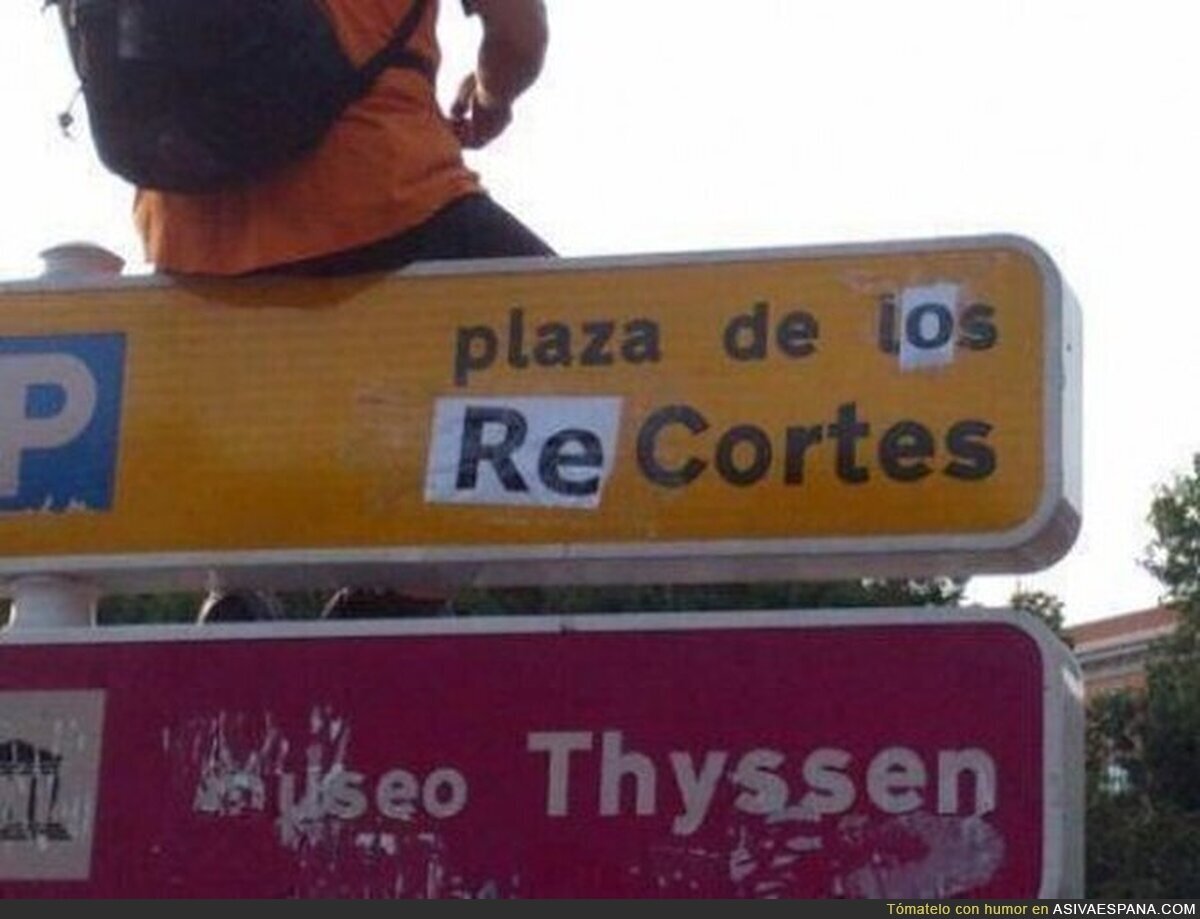 P
plaza de los
ReCortes
museo Thyssen
Tómatelo con humor en ASIVAESPANA.COM